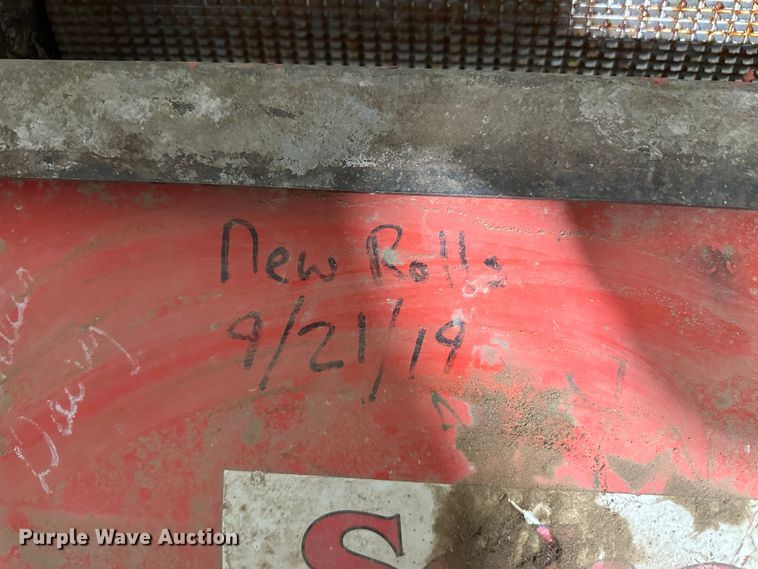 New Rolls
9/21/19
S
Purple Wave Auction